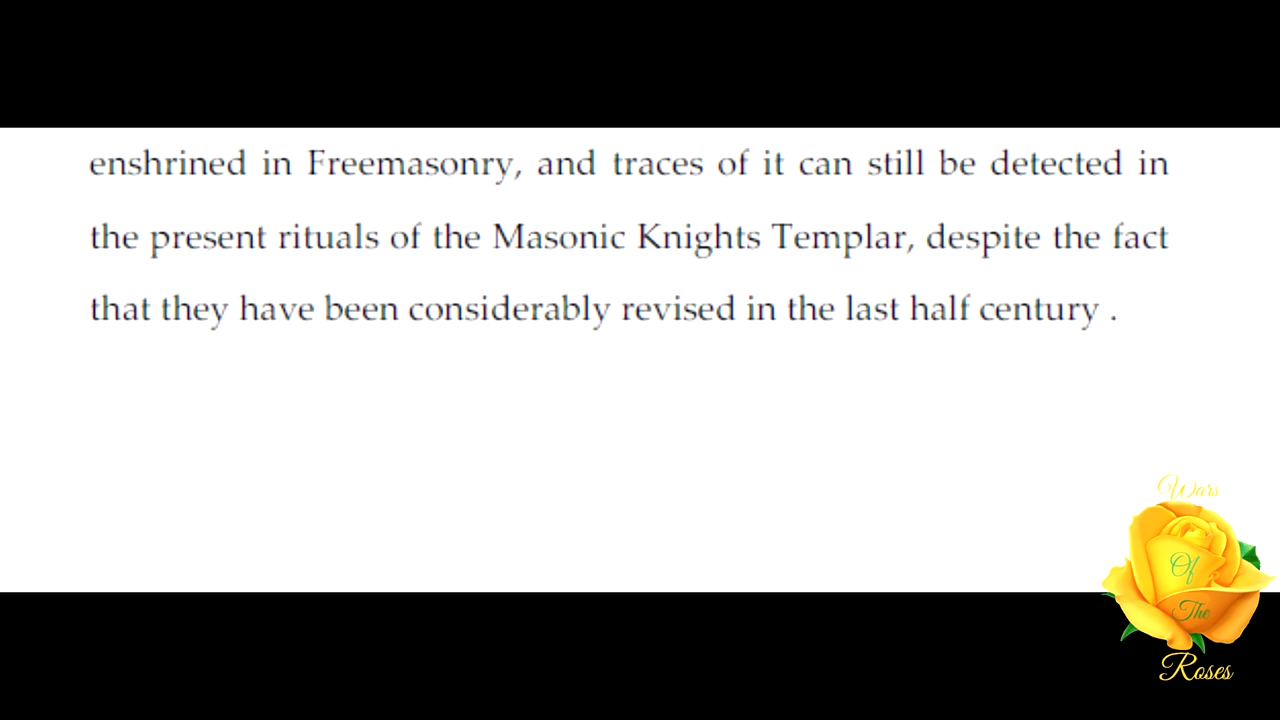 enshrined in Freemasonry, and traces of it can still be detected in
the present rituals of the Masonic Knights Templar, despite the fact
that they have been considerably revised in the last half century .
Wars
Of
The
Roses